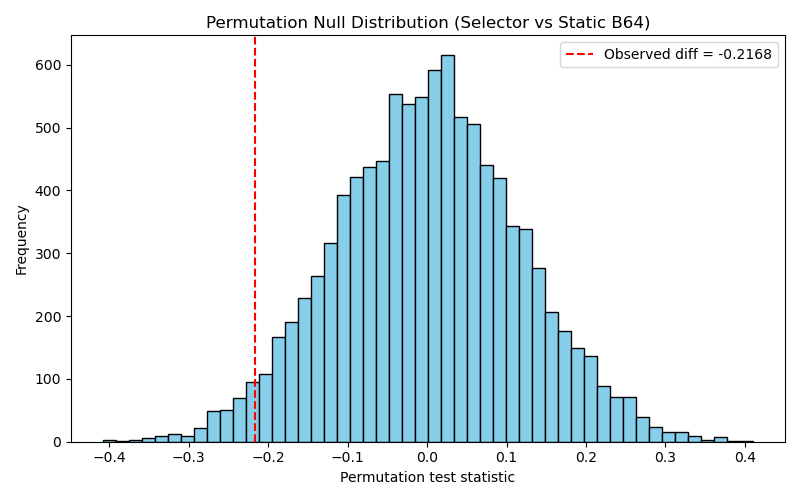 Permutation Null Distribution (Selector vs Static B64)
Observed diff = -0.2168
Frequency
600
500
400
300
200
100
0
−0.4 −0.3 −0.2 −0.1 0.0 0.1 0.2 0.3 0.4
Permutation test statistic